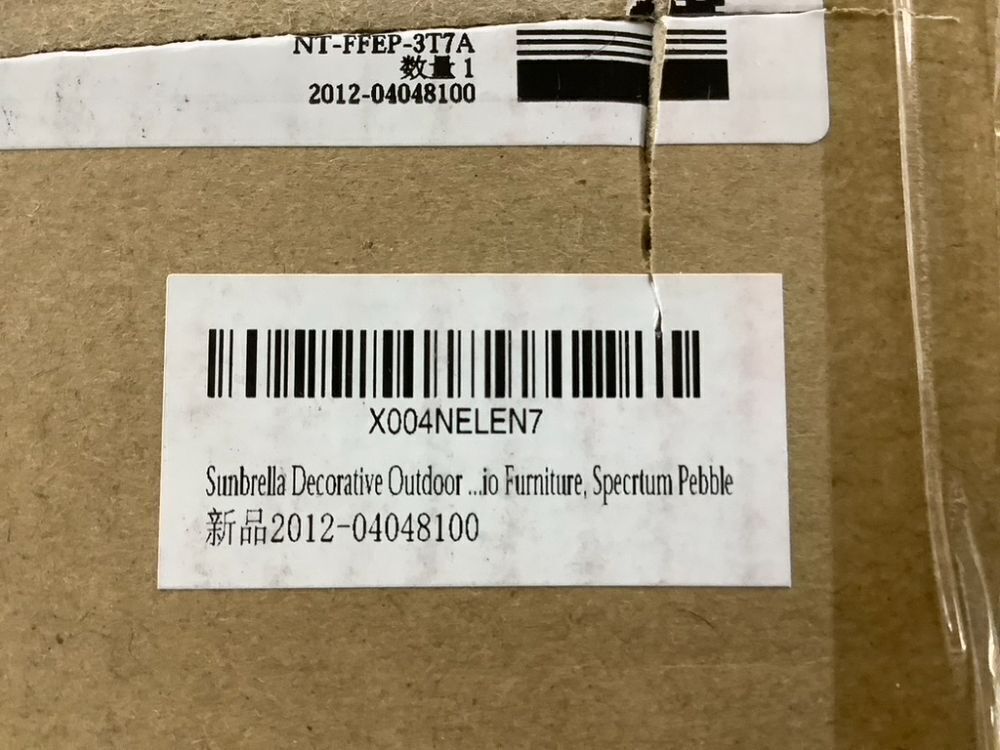 NT-FFEP-3T7A
数量 1
2012-04048100
X004NELEN7
Sunbrella Decorative Outdoor ...io Furniture, Specrtum Pebble
新品2012-04048100